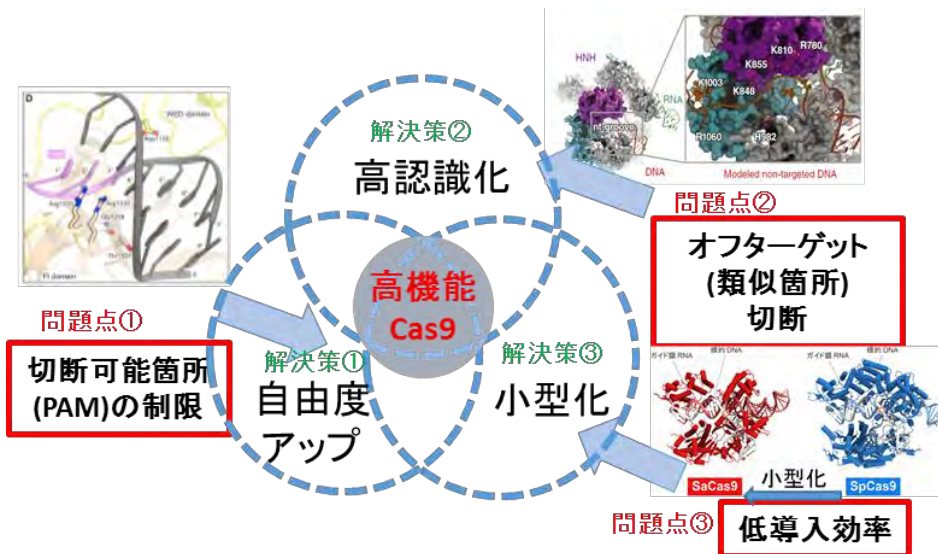 解決策②
高認識化
高機能
Cas9
解決策①
自由度
アップ
解決策③
小型化
問題点①
切断可能箇所
(PAM)の制限
D
HNH
RNA
nt-groove
DNA
K810
R780
K855
K1003
K848
R1060
H982
Modeled non-targeted DNA
問題点②
オフターゲット
(類似箇所)
切断
ガイド鎖 RNA
標的 DNA
ガイド鎖 RNA
標的 DNA
SaCas9
小型化
SpCas9
問題点③
低導入効率